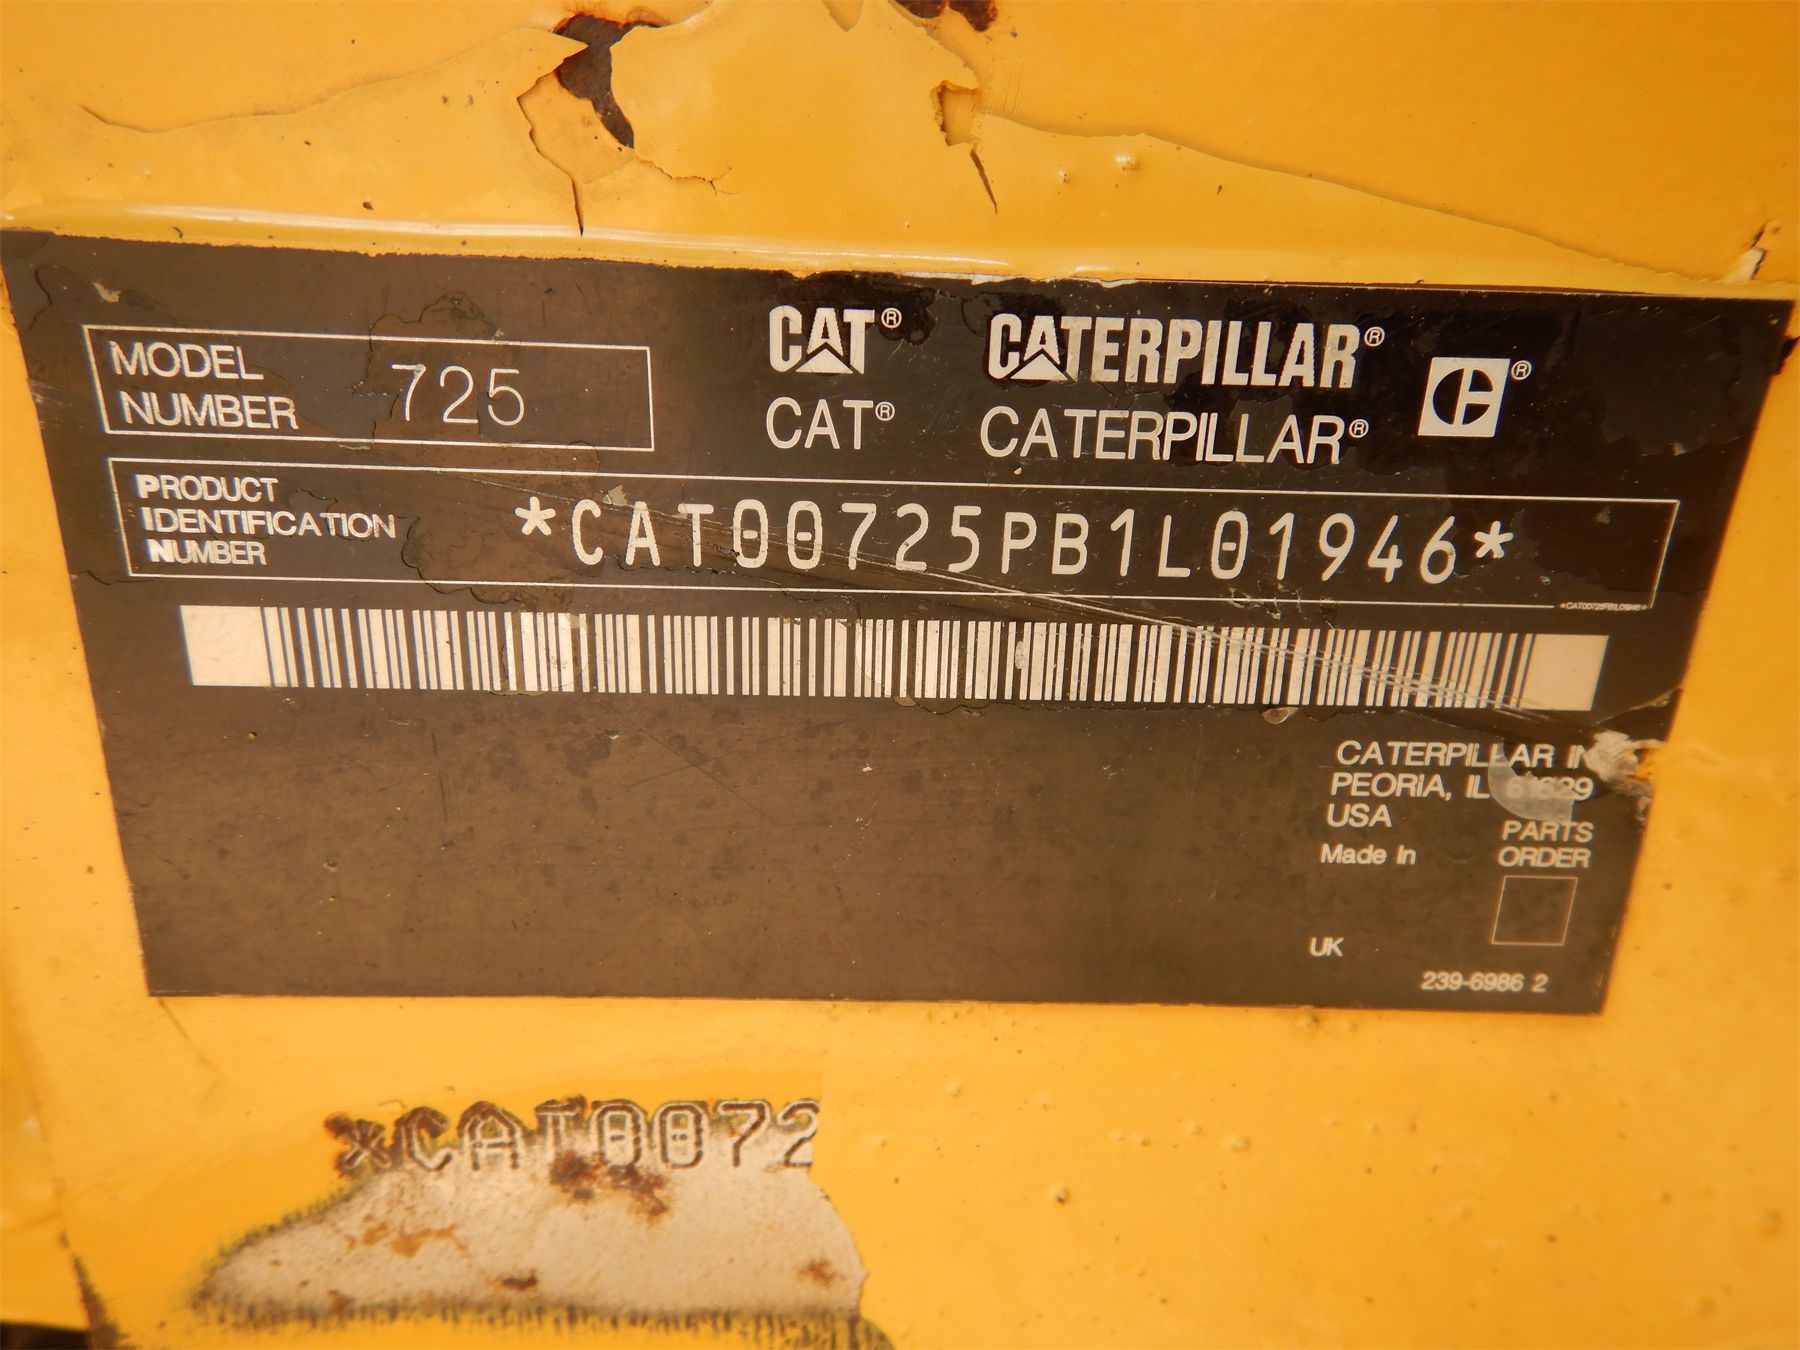 MODEL
NUMBER 725
CAT® CATERPILLAR® ®
CAT® CATERPILLAR®
PRODUCT
IDENTIFICATION
NUMBER
*CAT00725PB1L01946*
*CAT00725PB1L01946*
CATERPILLAR
PEORIA, IL
USA
PARTS
ORDER
Made In
UK
239-6986 2
*CAT0072